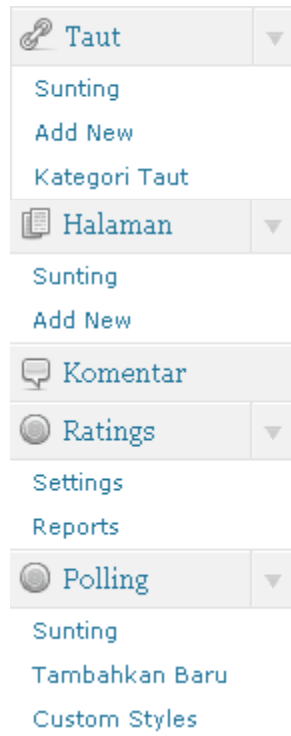 Taut
Sunting
Add New
Kategori Taut
Halaman
Sunting
Add New
Komentar
Ratings
Settings
Reports
Polling
Sunting
Tambahkan Baru
Custom Styles